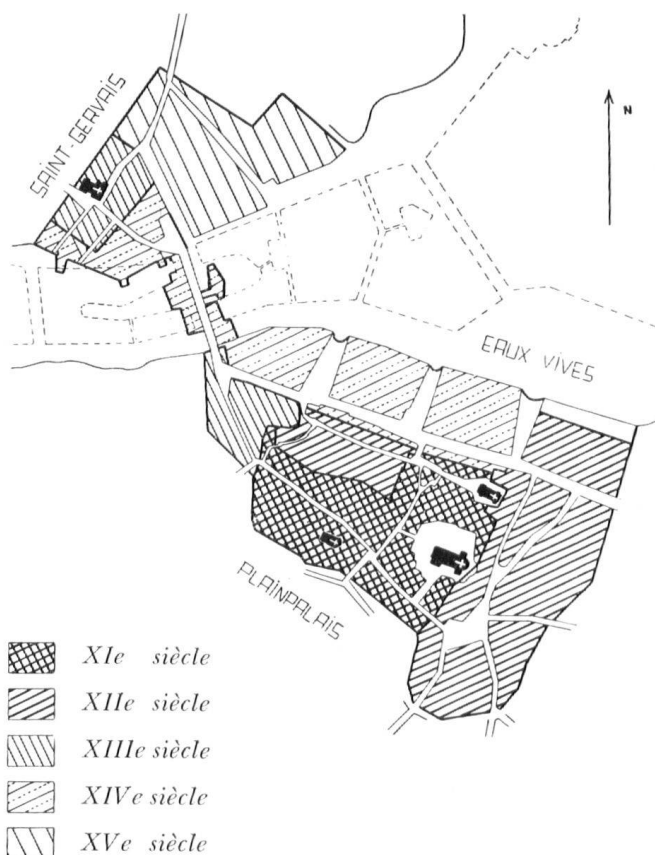 SAINT-GERVAIS
N
EAUX VIVES
PLAINPALAIS
XIe siècle
XIIe siècle
XIIIe siècle
XIVe siècle
XVe siècle